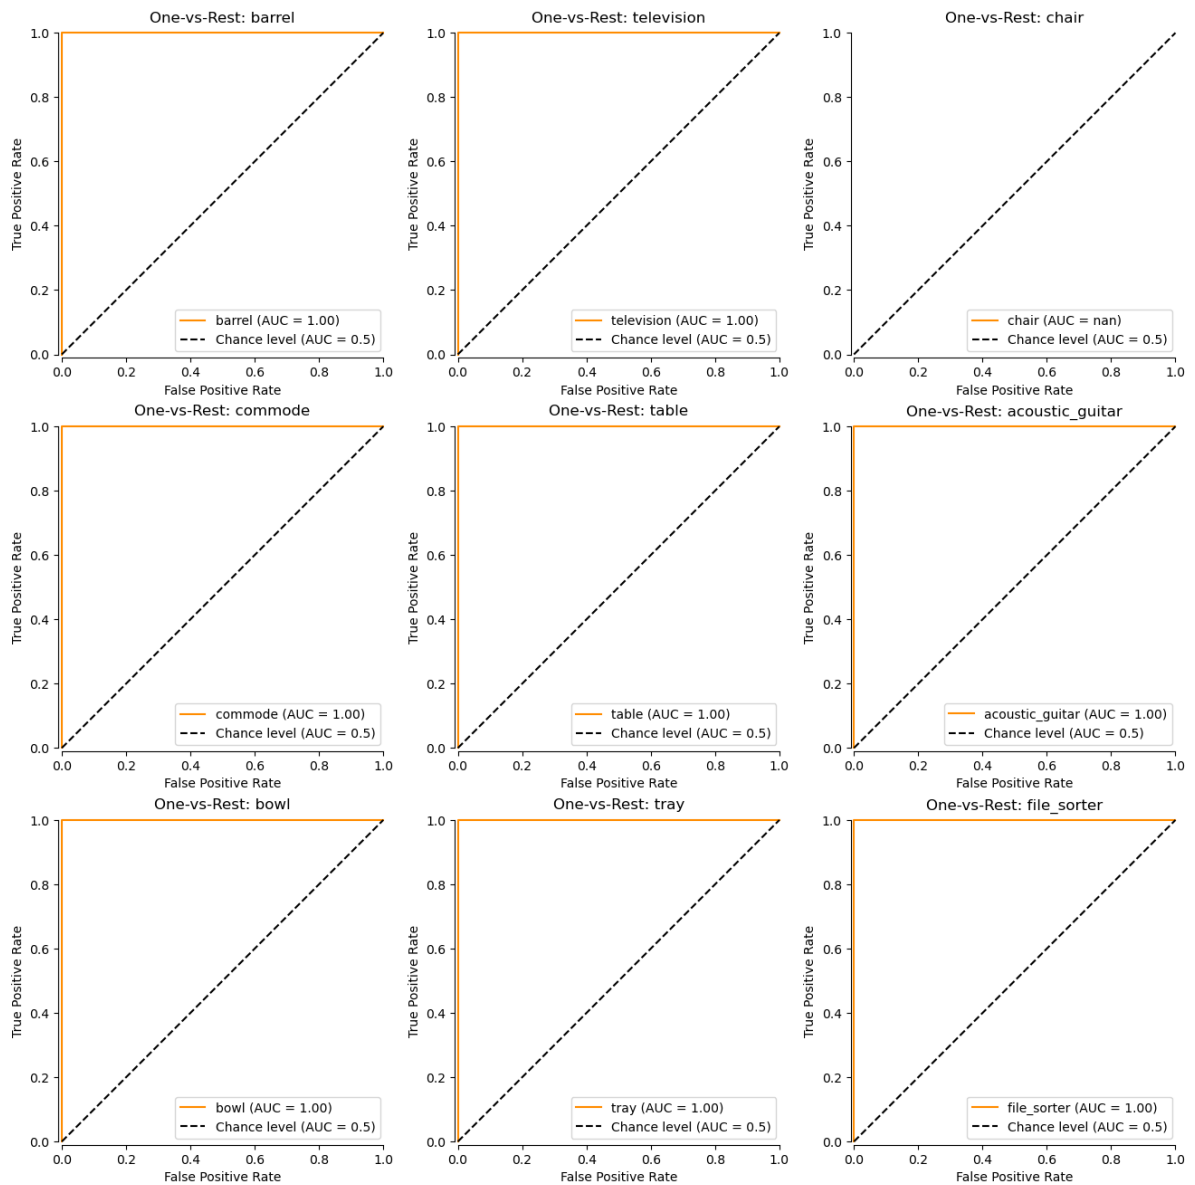 One-vs-Rest: barrel
1.0
0.8
0.6
0.4
0.2
0.0
True Positive Rate
barrel (AUC = 1.00)
Chance level (AUC = 0.5)
0.0 0.2 0.4 0.6 0.8 1.0
False Positive Rate
One-vs-Rest: television
1.0
0.8
0.6
0.4
0.2
0.0
True Positive Rate
television (AUC = 1.00)
Chance level (AUC = 0.5)
0.0 0.2 0.4 0.6 0.8 1.0
False Positive Rate
One-vs-Rest: chair
1.0
0.8
0.6
0.4
0.2
0.0
True Positive Rate
chair (AUC = nan)
Chance level (AUC = 0.5)
0.0 0.2 0.4 0.6 0.8 1.0
False Positive Rate
One-vs-Rest: commode
1.0
0.8
0.6
0.4
0.2
0.0
True Positive Rate
commode (AUC = 1.00)
Chance level (AUC = 0.5)
0.0 0.2 0.4 0.6 0.8 1.0
False Positive Rate
One-vs-Rest: table
1.0
0.8
0.6
0.4
0.2
0.0
True Positive Rate
table (AUC = 1.00)
Chance level (AUC = 0.5)
0.0 0.2 0.4 0.6 0.8 1.0
False Positive Rate
One-vs-Rest: acoustic_guitar
1.0
0.8
0.6
0.4
0.2
0.0
True Positive Rate
acoustic_guitar (AUC = 1.00)
Chance level (AUC = 0.5)
0.0 0.2 0.4 0.6 0.8 1.0
False Positive Rate
One-vs-Rest: bowl
1.0
0.8
0.6
0.4
0.2
0.0
True Positive Rate
bowl (AUC = 1.00)
Chance level (AUC = 0.5)
0.0 0.2 0.4 0.6 0.8 1.0
False Positive Rate
One-vs-Rest: tray
1.0
0.8
0.6
0.4
0.2
0.0
True Positive Rate
tray (AUC = 1.00)
Chance level (AUC = 0.5)
0.0 0.2 0.4 0.6 0.8 1.0
False Positive Rate
One-vs-Rest: file_sorter
1.0
0.8
0.6
0.4
0.2
0.0
True Positive Rate
file_sorter (AUC = 1.00)
Chance level (AUC = 0.5)
0.0 0.2 0.4 0.6 0.8 1.0
False Positive Rate